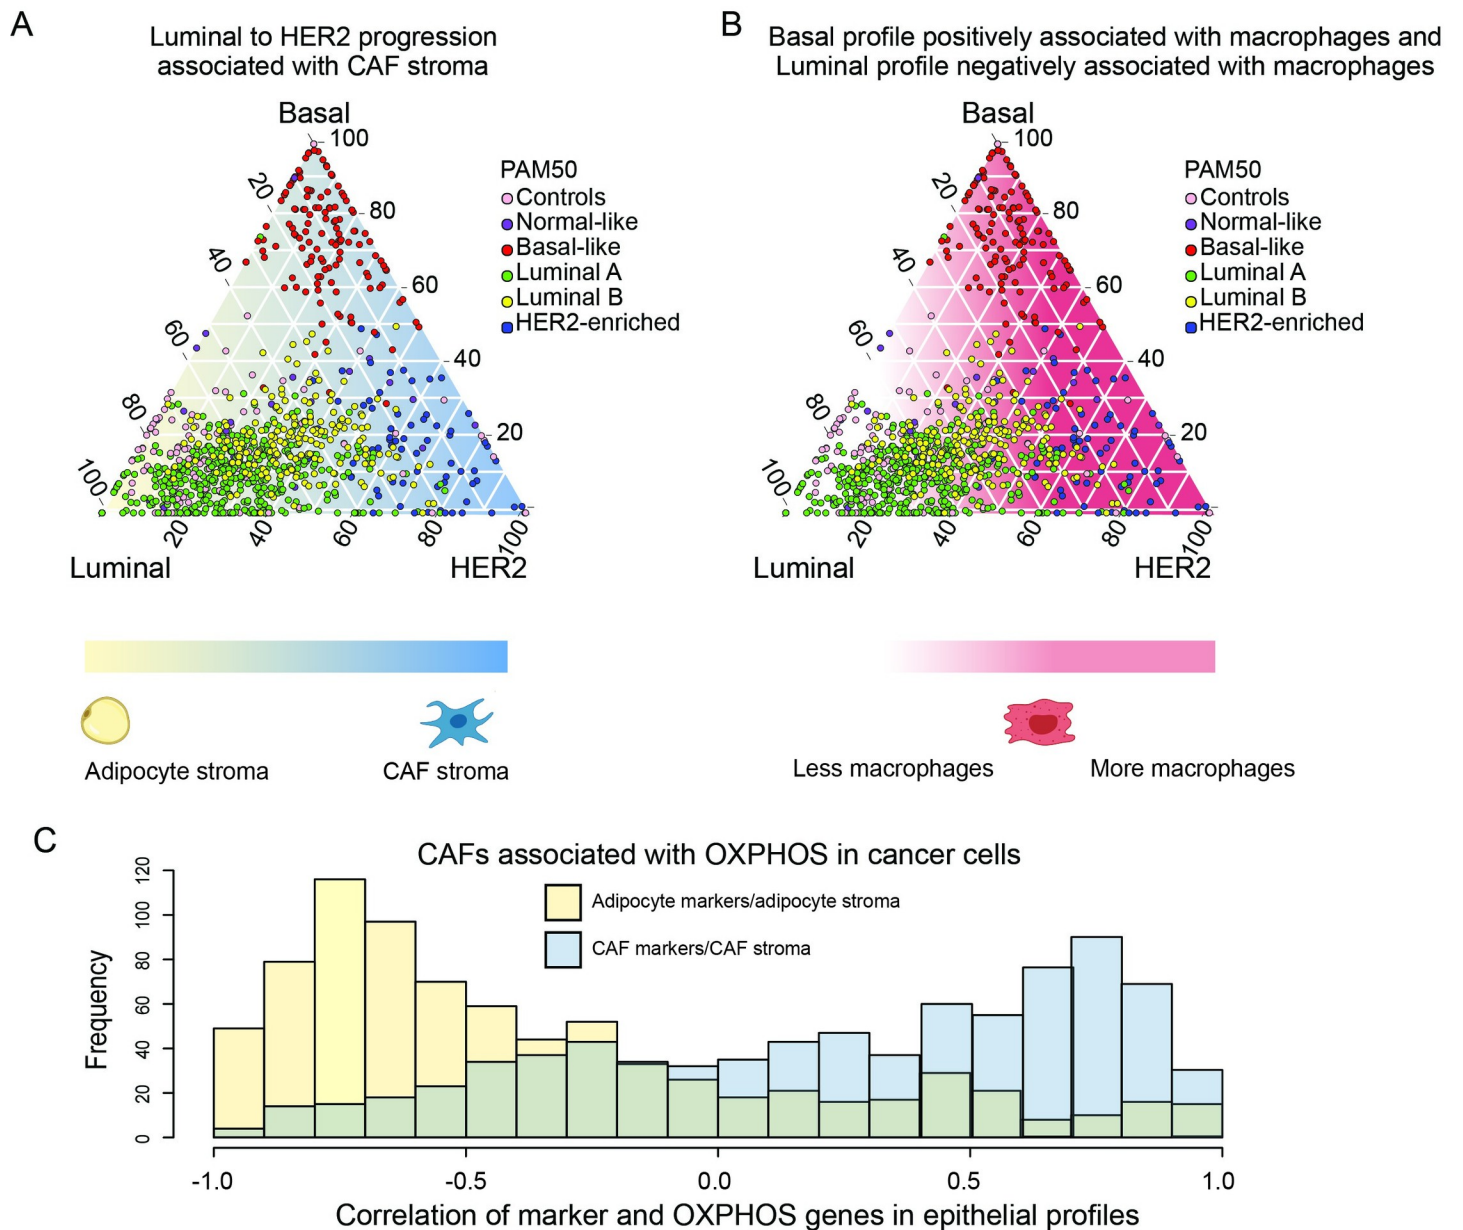 A
Luminal to HER2 progression
associated with CAF stroma
Basal
100
80
60
40
20
20
40
60
80
100
20
40
60
80
100
Luminal
HER2
PAM50
Controls
Normal-like
Basal-like
Luminal A
Luminal B
HER2-enriched
Adipocyte stroma
CAF stroma
B
Basal profile positively associated with macrophages and
Luminal profile negatively associated with macrophages
Basal
100
80
60
40
20
20
40
60
80
100
20
40
60
80
100
Luminal
HER2
PAM50
Controls
Normal-like
Basal-like
Luminal A
Luminal B
HER2-enriched
Less macrophages
More macrophages
C
CAFs associated with OXPHOS in cancer cells
Adipocyte markers/adipocyte stroma
CAF markers/CAF stroma
Frequency
120
100
80
60
40
20
0
-1.0
-0.5
0.0
0.5
1.0
Correlation of marker and OXPHOS genes in epithelial profiles